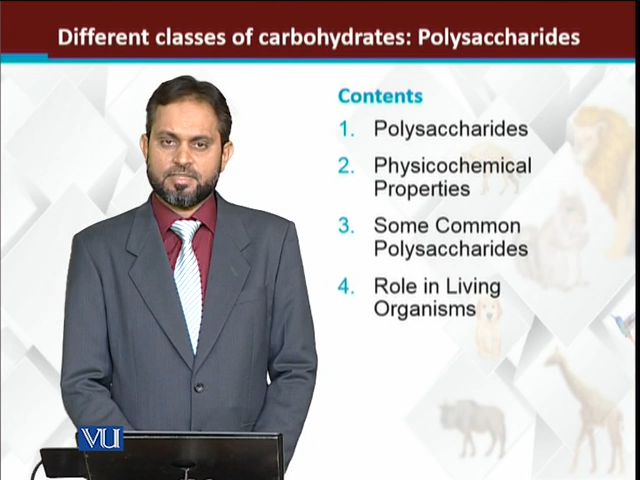 Different classes of carbohydrates: Polysaccharides
Contents
1. Polysaccharides
2. Physicochemical
Properties
3. Some Common
Polysaccharides
4. Role in Living
Organisms
VU